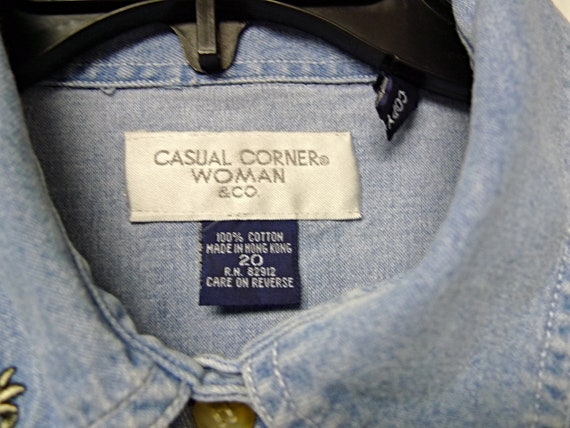 CASUAL CORNER®
WOMAN
& CO.
100% COTTON
MADE IN HONG KONG
20
R.N. 82912
CARE ON REVERSE